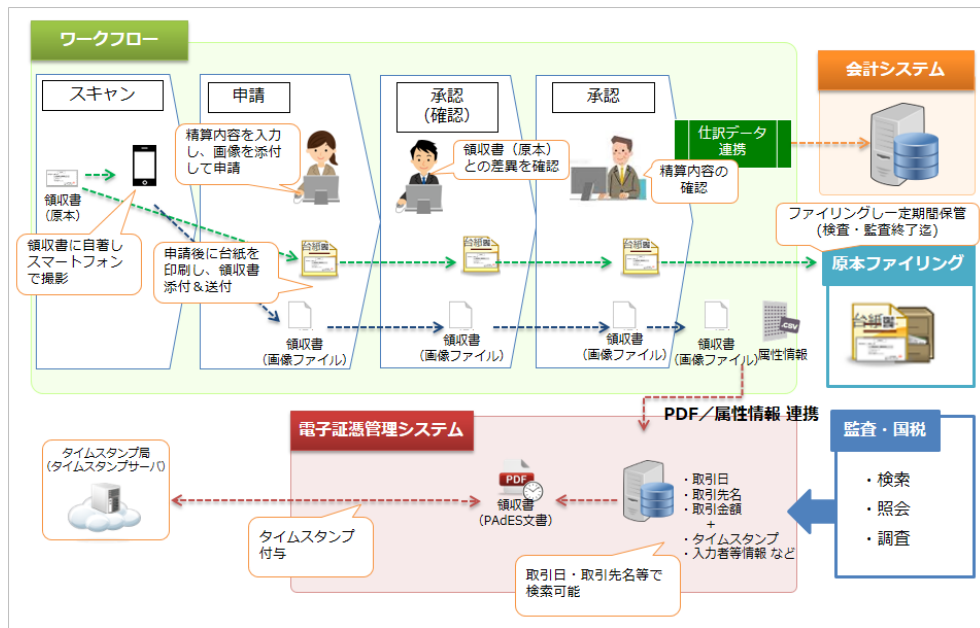 ワークフロー
スキャン
申請
承認
(確認)
承認
会計システム
仕訳データ
連携
精算内容を入力
し、画像を添付
して申請
領収書（原本）
との差異を確認
精算内容の
確認
領収書
(原本)
領収書に自著し
スマートフォン
で撮影
申請後に台紙を
印刷し、領収書
添付＆送付
台紙
台紙
台紙
ファイリングし一定期間保管
(検査・監査終了迄)
原本ファイリング
台紙
領収書
(画像ファイル)
領収書
(画像ファイル)
領収書
(画像ファイル)
領収書
(画像ファイル)
.CSV
属性情報
PDF／属性情報 連携
電子証憑管理システム
タイムスタンプ局
(タイムスタンプサーバ)
タイムスタンプ
付与
PDF
領収書
(PAdES文書)
・取引日
・取引先名
・取引金額
+
・タイムスタンプ
・入力者等情報 など
取引日・取引先名等で
検索可能
監査・国税
・検索
・照会
・調査